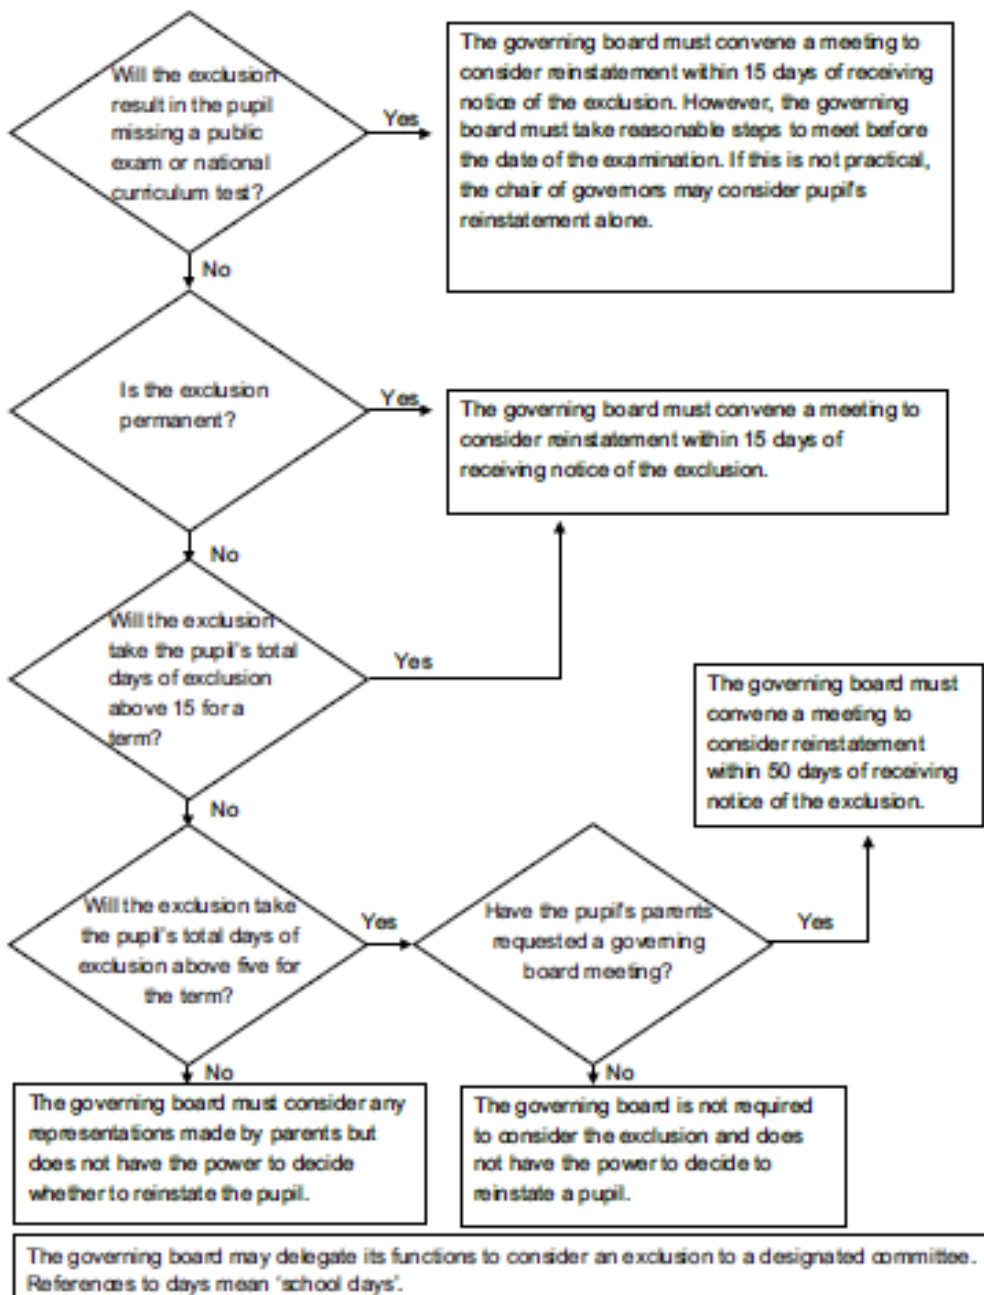 Will the exclusion
result in the pupil
missing a public
exam or national
curriculum test?
Yes
The governing board must convene a meeting to
consider reinstatement within 15 days of receiving
notice of the exclusion. However, the governing
board must take reasonable steps to meet before
the date of the examination. If this is not practical,
the chair of governors may consider pupil's
reinstatement alone.
No
Is the exclusion
permanent?
Yes
The governing board must convene a meeting to
consider reinstatement within 15 days of
receiving notice of the exclusion.
No
Will the exclusion
take the pupil's total
days of exclusion
above 15 for a
term?
Yes
The governing board must
convene a meeting to
consider reinstatement
within 50 days of receiving
notice of the exclusion.
No
Will the exclusion take
the pupil's total days of
exclusion above five for
the term?
Yes
Have the pupil's parents
requested a governing
board meeting?
Yes
No
The governing board must consider any
representations made by parents but
does not have the power to decide
whether to reinstate the pupil.
No
The governing board is not required
to consider the exclusion and does
not have the power to decide to
reinstate a pupil.
The governing board may delegate its functions to consider an exclusion to a designated committee.
References to days mean 'school days'.